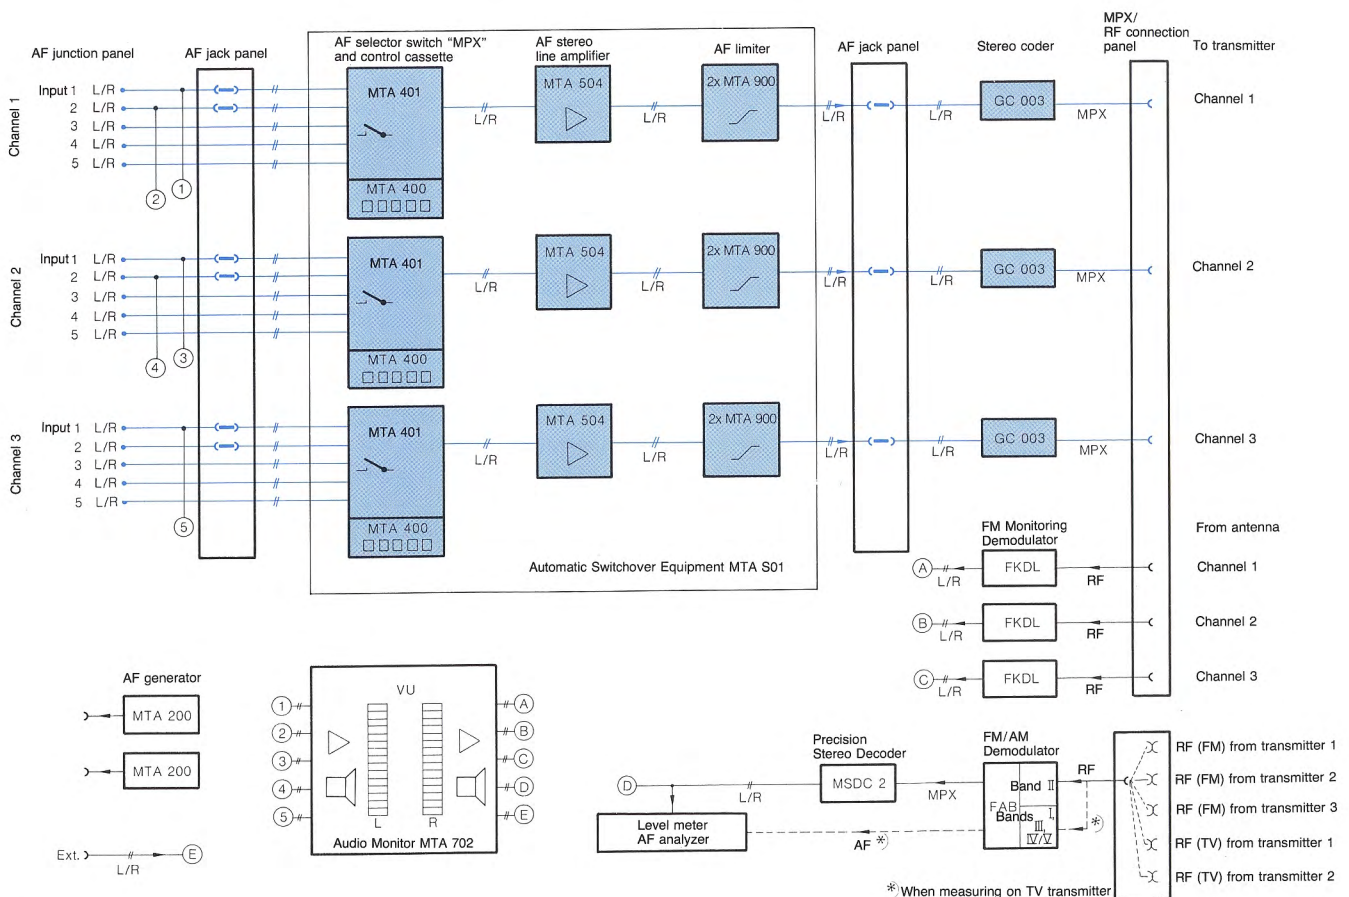 MPX/
RF connection
panel
To transmitter
AF junction panel
AF jack panel
AF selector switch “MPX”
and control cassette
AF stereo
line amplifier
AF limiter
AF jack panel
Stereo coder
Channel 1
Input 1 L/R
2 L/R
3 L/R
4 L/R
5 L/R
2
1
MTA 401
MTA 400
L/R
MTA 504
L/R
2x MTA 900
L/R
L/R
GC 003
MPX
Channel 1
Channel 2
Input 1 L/R
2 L/R
3 L/R
4 L/R
5 L/R
4
3
MTA 401
MTA 400
L/R
MTA 504
L/R
2x MTA 900
L/R
L/R
GC 003
MPX
Channel 2
Channel 3
Input 1 L/R
2 L/R
3 L/R
4 L/R
5 L/R
5
MTA 401
MTA 400
L/R
MTA 504
L/R
2x MTA 900
L/R
L/R
GC 003
MPX
Channel 3
Automatic Switchover Equipment MTA S01
FM Monitoring
Demodulator
From antenna
A
L/R
FKDL
RF
Channel 1
B
L/R
FKDL
RF
Channel 2
C
L/R
FKDL
RF
Channel 3
AF generator
MTA 200
MTA 200
Ext.
L/R
E
VU
1
2
3
4
5
A
B
C
D
E
L
R
Audio Monitor MTA 702
Precision
Stereo Decoder
FM/AM
Demodulator
D
L/R
MSDC 2
MPX
Band II
FAB
Bands I,
III,
IV/V
RF
*)
Level meter
AF analyzer
AF *)
RF (FM) from transmitter 1
RF (FM) from transmitter 2
RF (FM) from transmitter 3
RF (TV) from transmitter 1
RF (TV) from transmitter 2
*) When measuring on TV transmitter